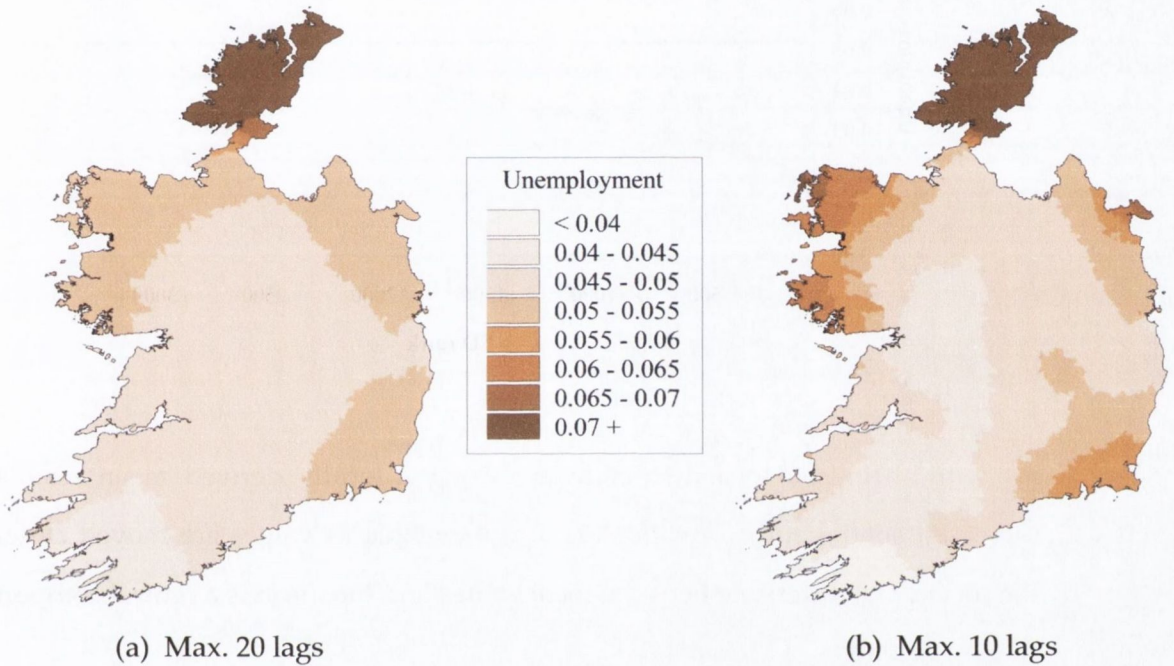 Unemployment
< 0.04
0.04 - 0.045
0.045 - 0.05
0.05 - 0.055
0.055 - 0.06
0.06 - 0.065
0.065 - 0.07
0.07 +
(a) Max. 20 lags
(b) Max. 10 lags